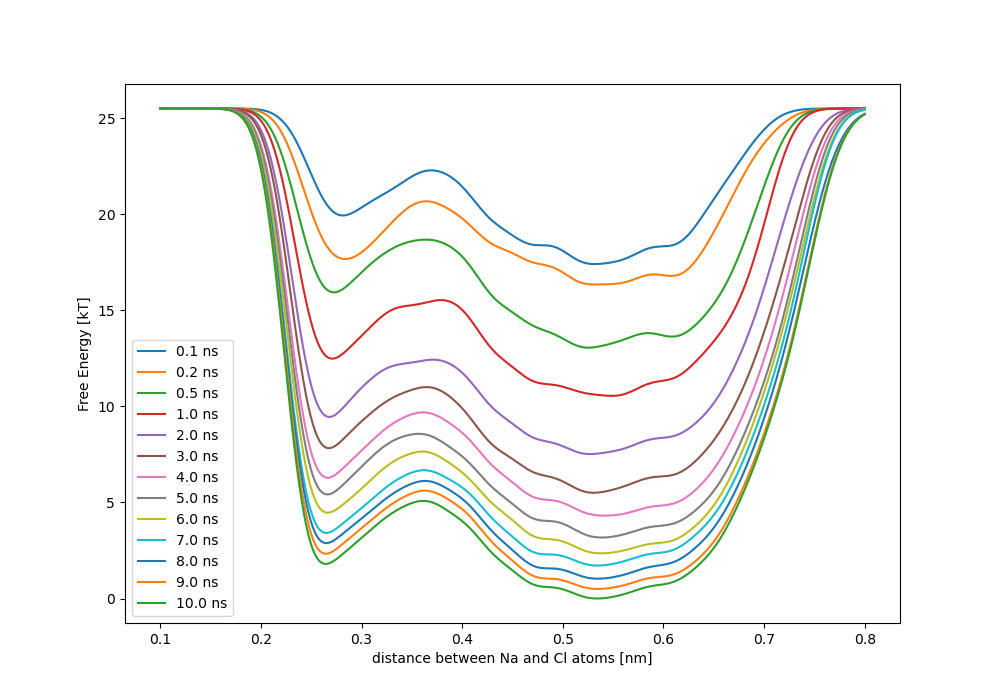 25
20
15
10
5
0
Free Energy [kT]
0.1 ns
0.2 ns
0.5 ns
1.0 ns
2.0 ns
3.0 ns
4.0 ns
5.0 ns
6.0 ns
7.0 ns
8.0 ns
9.0 ns
10.0 ns
0.1 0.2 0.3 0.4 0.5 0.6 0.7 0.8
distance between Na and Cl atoms [nm]